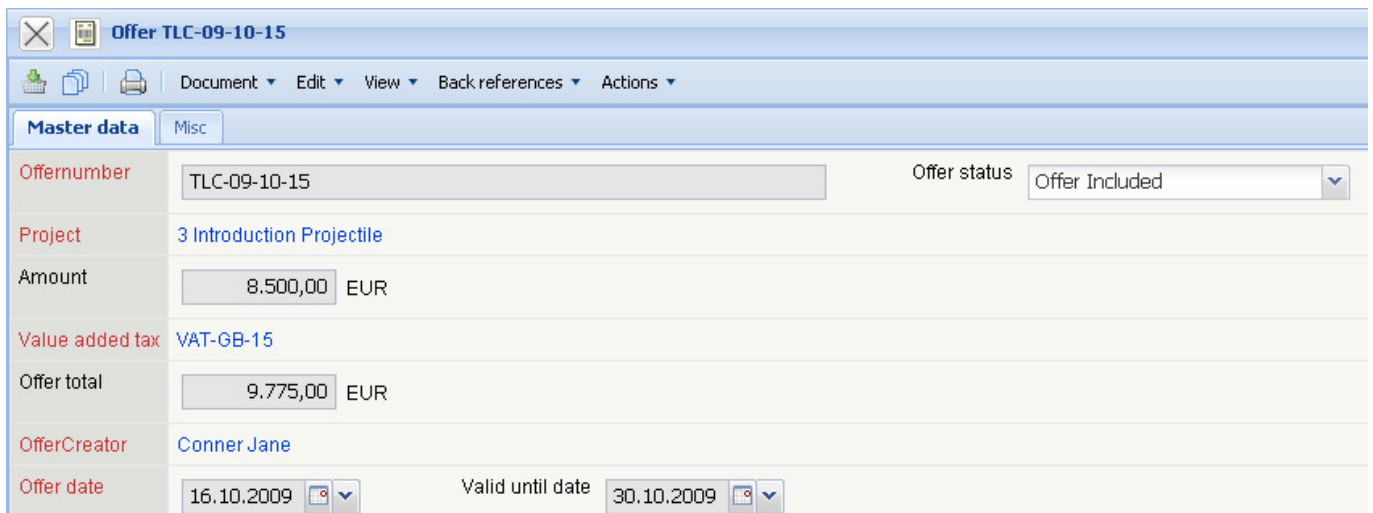 Offer TLC-09-10-15
Document Edit View Back references Actions
Master data Misc
Offernumber TLC-09-10-15 Offer status Offer Included
Project 3 Introduction Projectile
Amount 8.500,00 EUR
Value added tax VAT-GB-15
Offer total 9.775,00 EUR
OfferCreator Conner Jane
Offer date 16.10.2009 Valid until date 30.10.2009